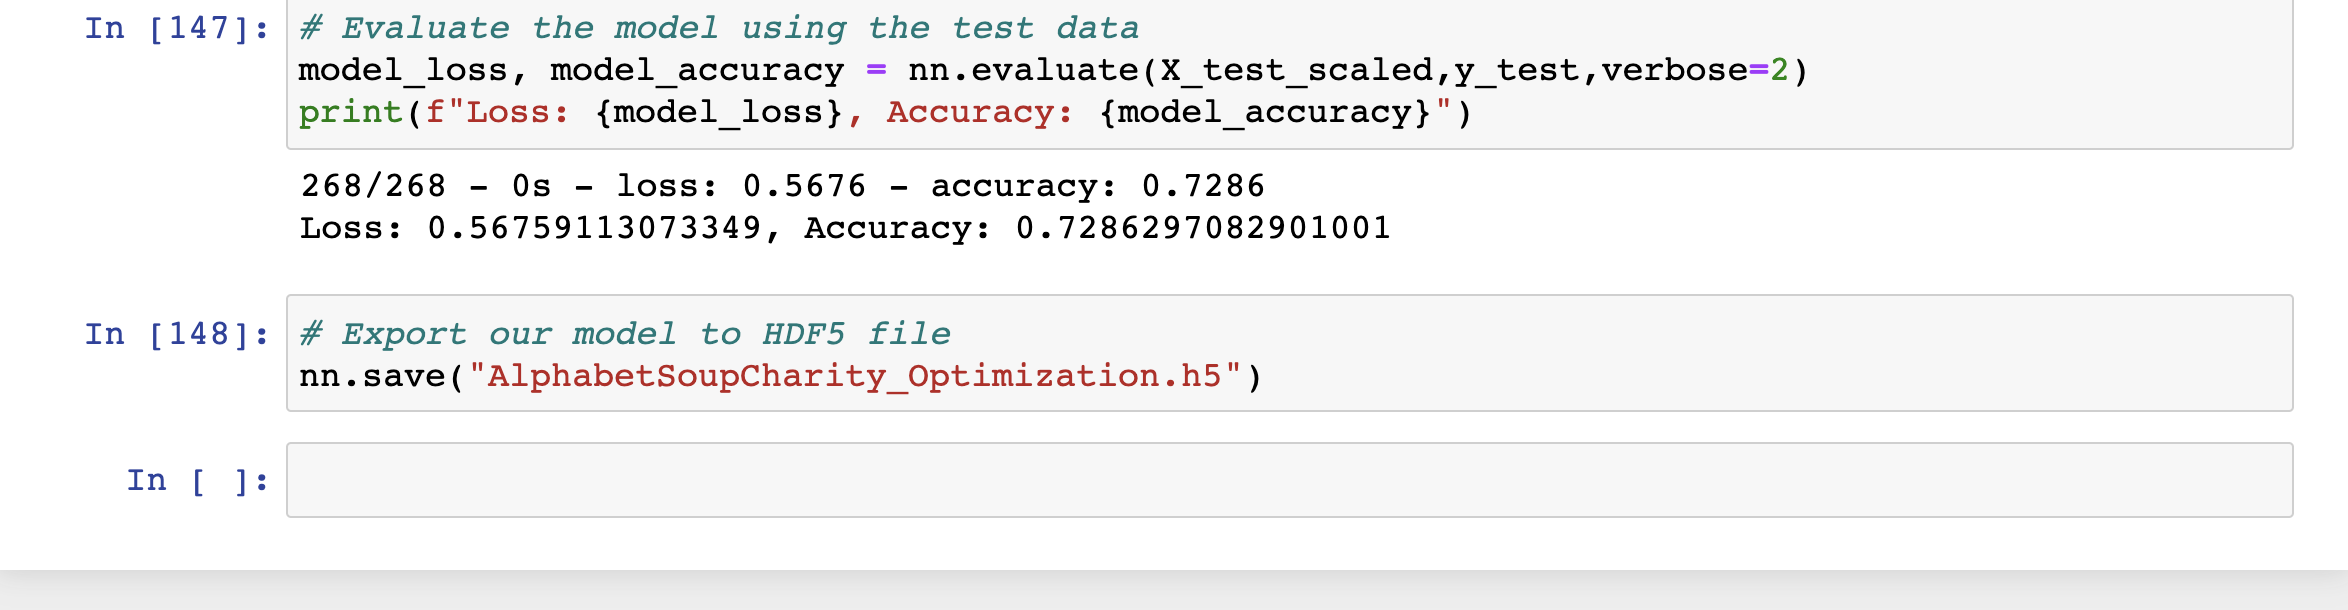 In [147]: # Evaluate the model using the test data
model_loss, model_accuracy = nn.evaluate(X_test_scaled,y_test,verbose=2)
print(f"Loss: {model_loss}, Accuracy: {model_accuracy}")
268/268 - 0s - loss: 0.5676 - accuracy: 0.7286
Loss: 0.56759113073349, Accuracy: 0.7286297082901001
In [148]: # Export our model to HDF5 file
nn.save("AlphabetSoupCharity_Optimization.h5")
In [ ]: